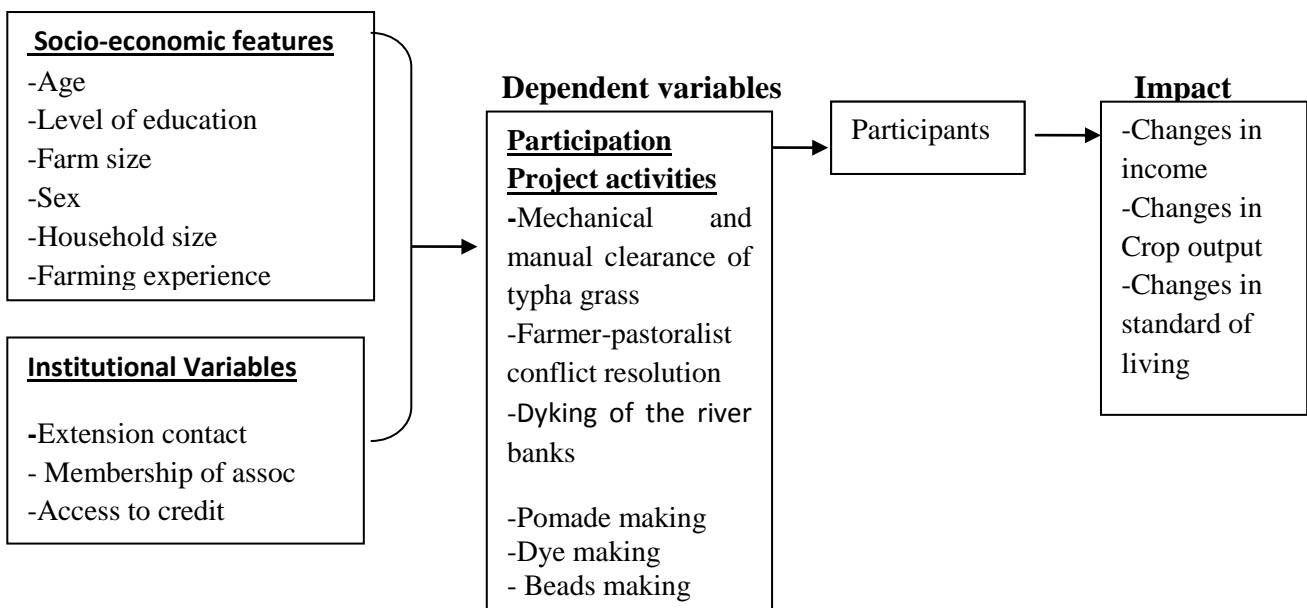 Socio-economic features
-Age
-Level of education
-Farm size
-Sex
-Household size
-Farming experience
Institutional Variables
-Extension contact
- Membership of assoc
-Access to credit
Dependent variables
Participation
Project activities
-Mechanical and
manual clearance of
typha grass
-Farmer-pastoralist
conflict resolution
-Dyking of the river
banks
-Pomade making
-Dye making
- Beads making
Participants
Impact
-Changes in
income
-Changes in
Crop output
-Changes in
standard of
living